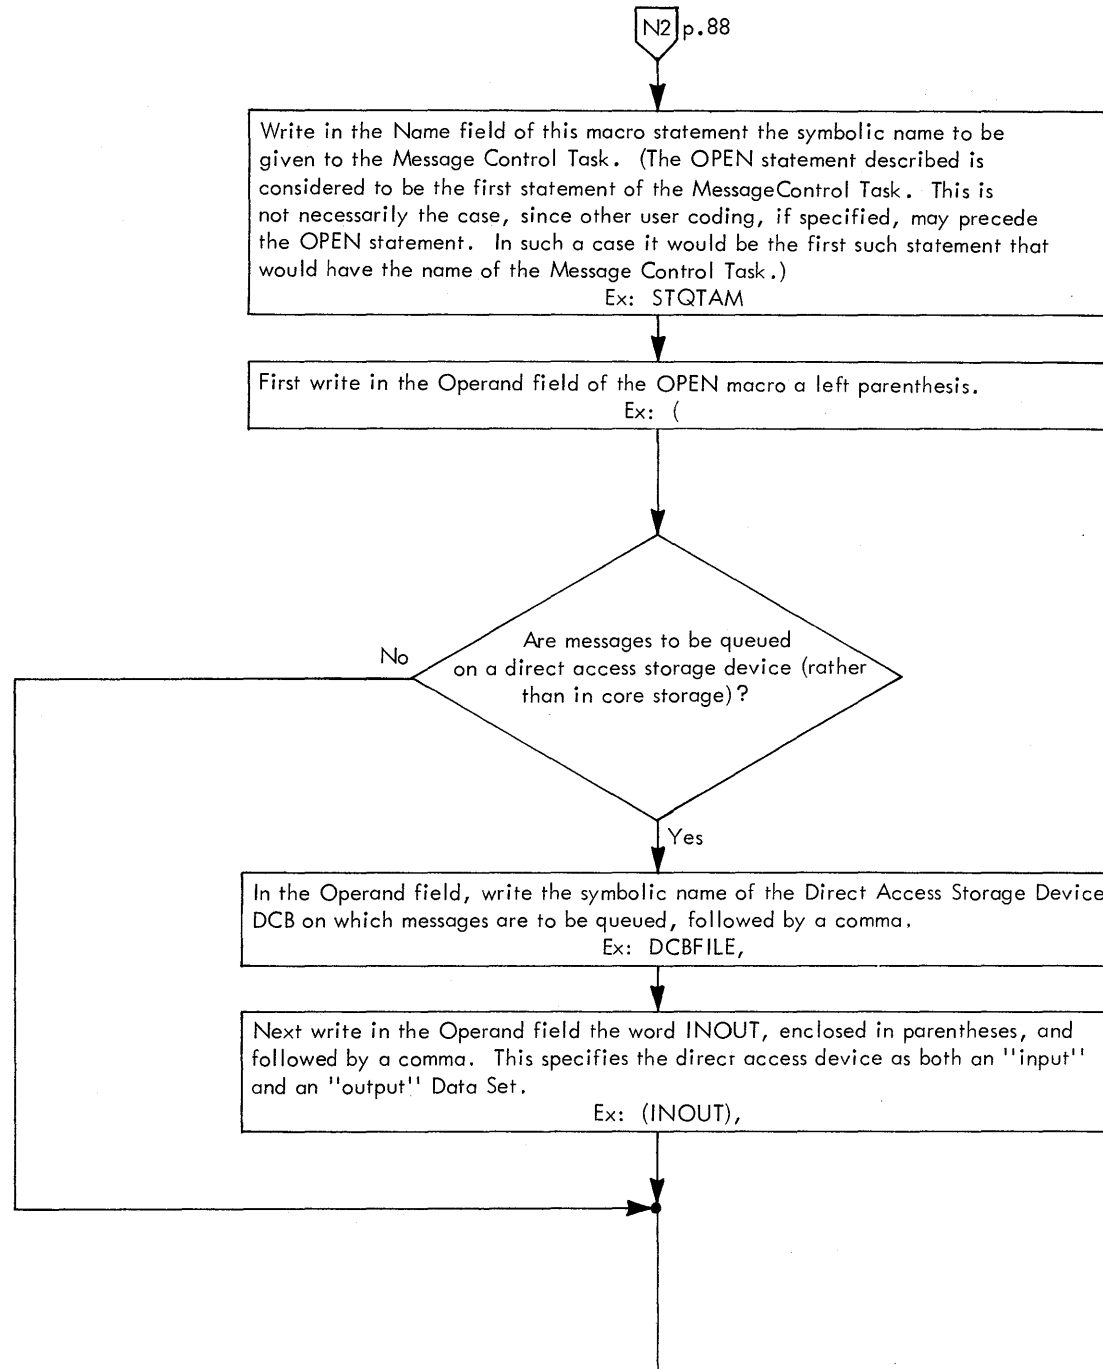 N2 p.88
Write in the Name field of this macro statement the symbolic name to be
given to the Message Control Task. (The OPEN statement described is
considered to be the first statement of the MessageControl Task. This is
not necessarily the case, since other user coding, if specified, may precede
the OPEN statement. In such a case it would be the first such statement that
would have the name of the Message Control Task.)
Ex: STQTAM
First write in the Operand field of the OPEN macro a left parenthesis.
Ex: (
No
Are messages to be queued
on a direct access storage device (rather
than in core storage)?
Yes
In the Operand field, write the symbolic name of the Direct Access Storage Device
DCB on which messages are to be queued, followed by a comma.
Ex: DCBFILE,
Next write in the Operand field the word INOUT, enclosed in parentheses, and
followed by a comma. This specifies the direct access device as both an "input"
and an "output" Data Set.
Ex: (INOUT),